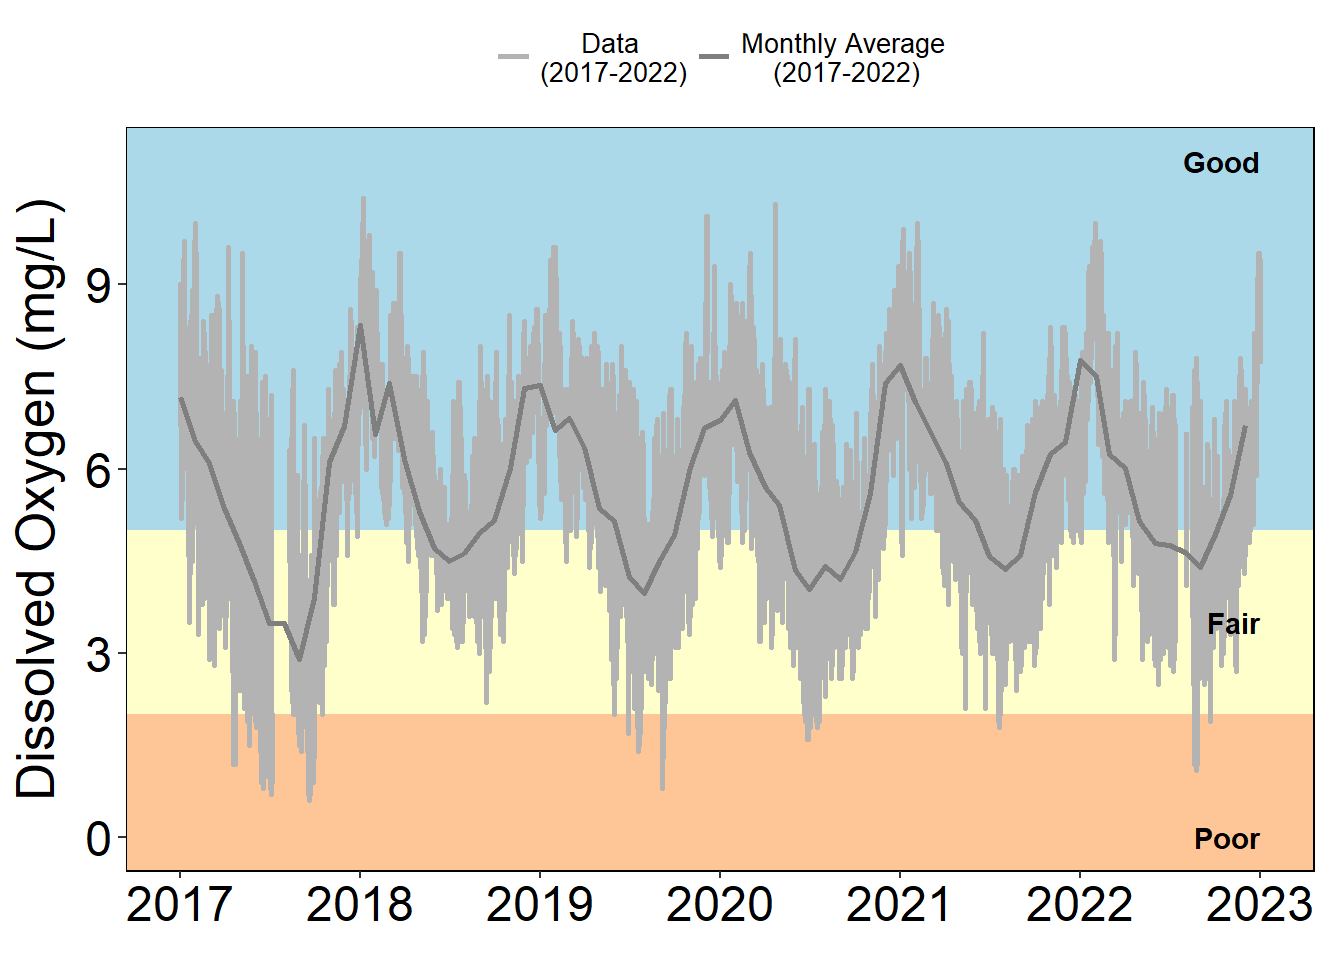 Data
(2017-2022)
Monthly Average
(2017-2022)
Dissolved Oxygen (mg/L)
9
6
3
0
Good
Fair
Poor
2017 2018 2019 2020 2021 2022 2023